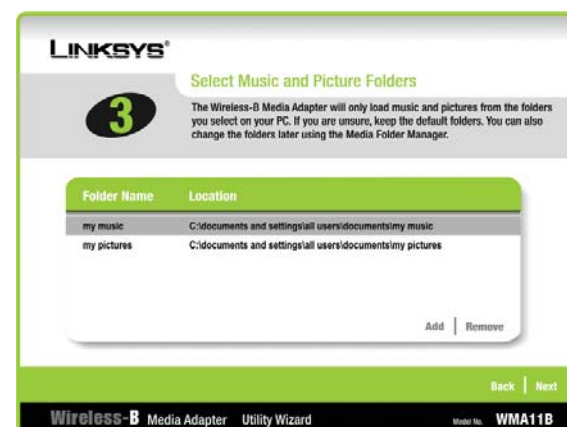 LINKSYS®
Select Music and Picture Folders
3
The Wireless-B Media Adapter will only load music and pictures from the folders
you select on your PC. If you are unsure, keep the default folders. You can also
change the folders later using the Media Folder Manager.
Folder Name Location
my music C:\documents and settings\all users\documents\my music
my pictures C:\documents and settings\all users\documents\my pictures
Add | Remove
Back | Next
Wireless-B Media Adapter Utility Wizard Model No. WMA11B